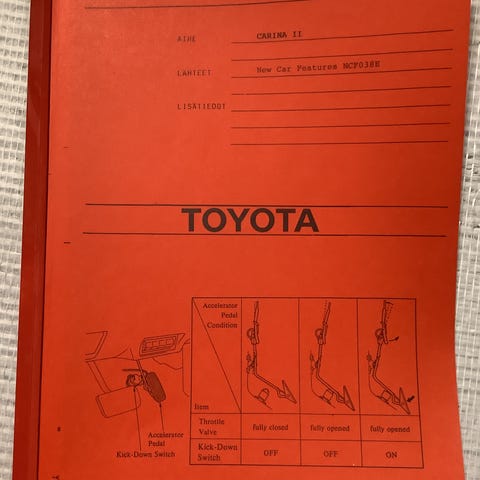 AIHE CARINA II
LÄHTEET New Car Features NCF038E
LISÄTIEDOT
TOYOTA
Accelerator
Pedal
Condition
Item
Throttle
Valve fully closed fully opened fully opened
Kick-Down
Switch OFF OFF ON
Accelerator
Pedal
Kick-Down Switch